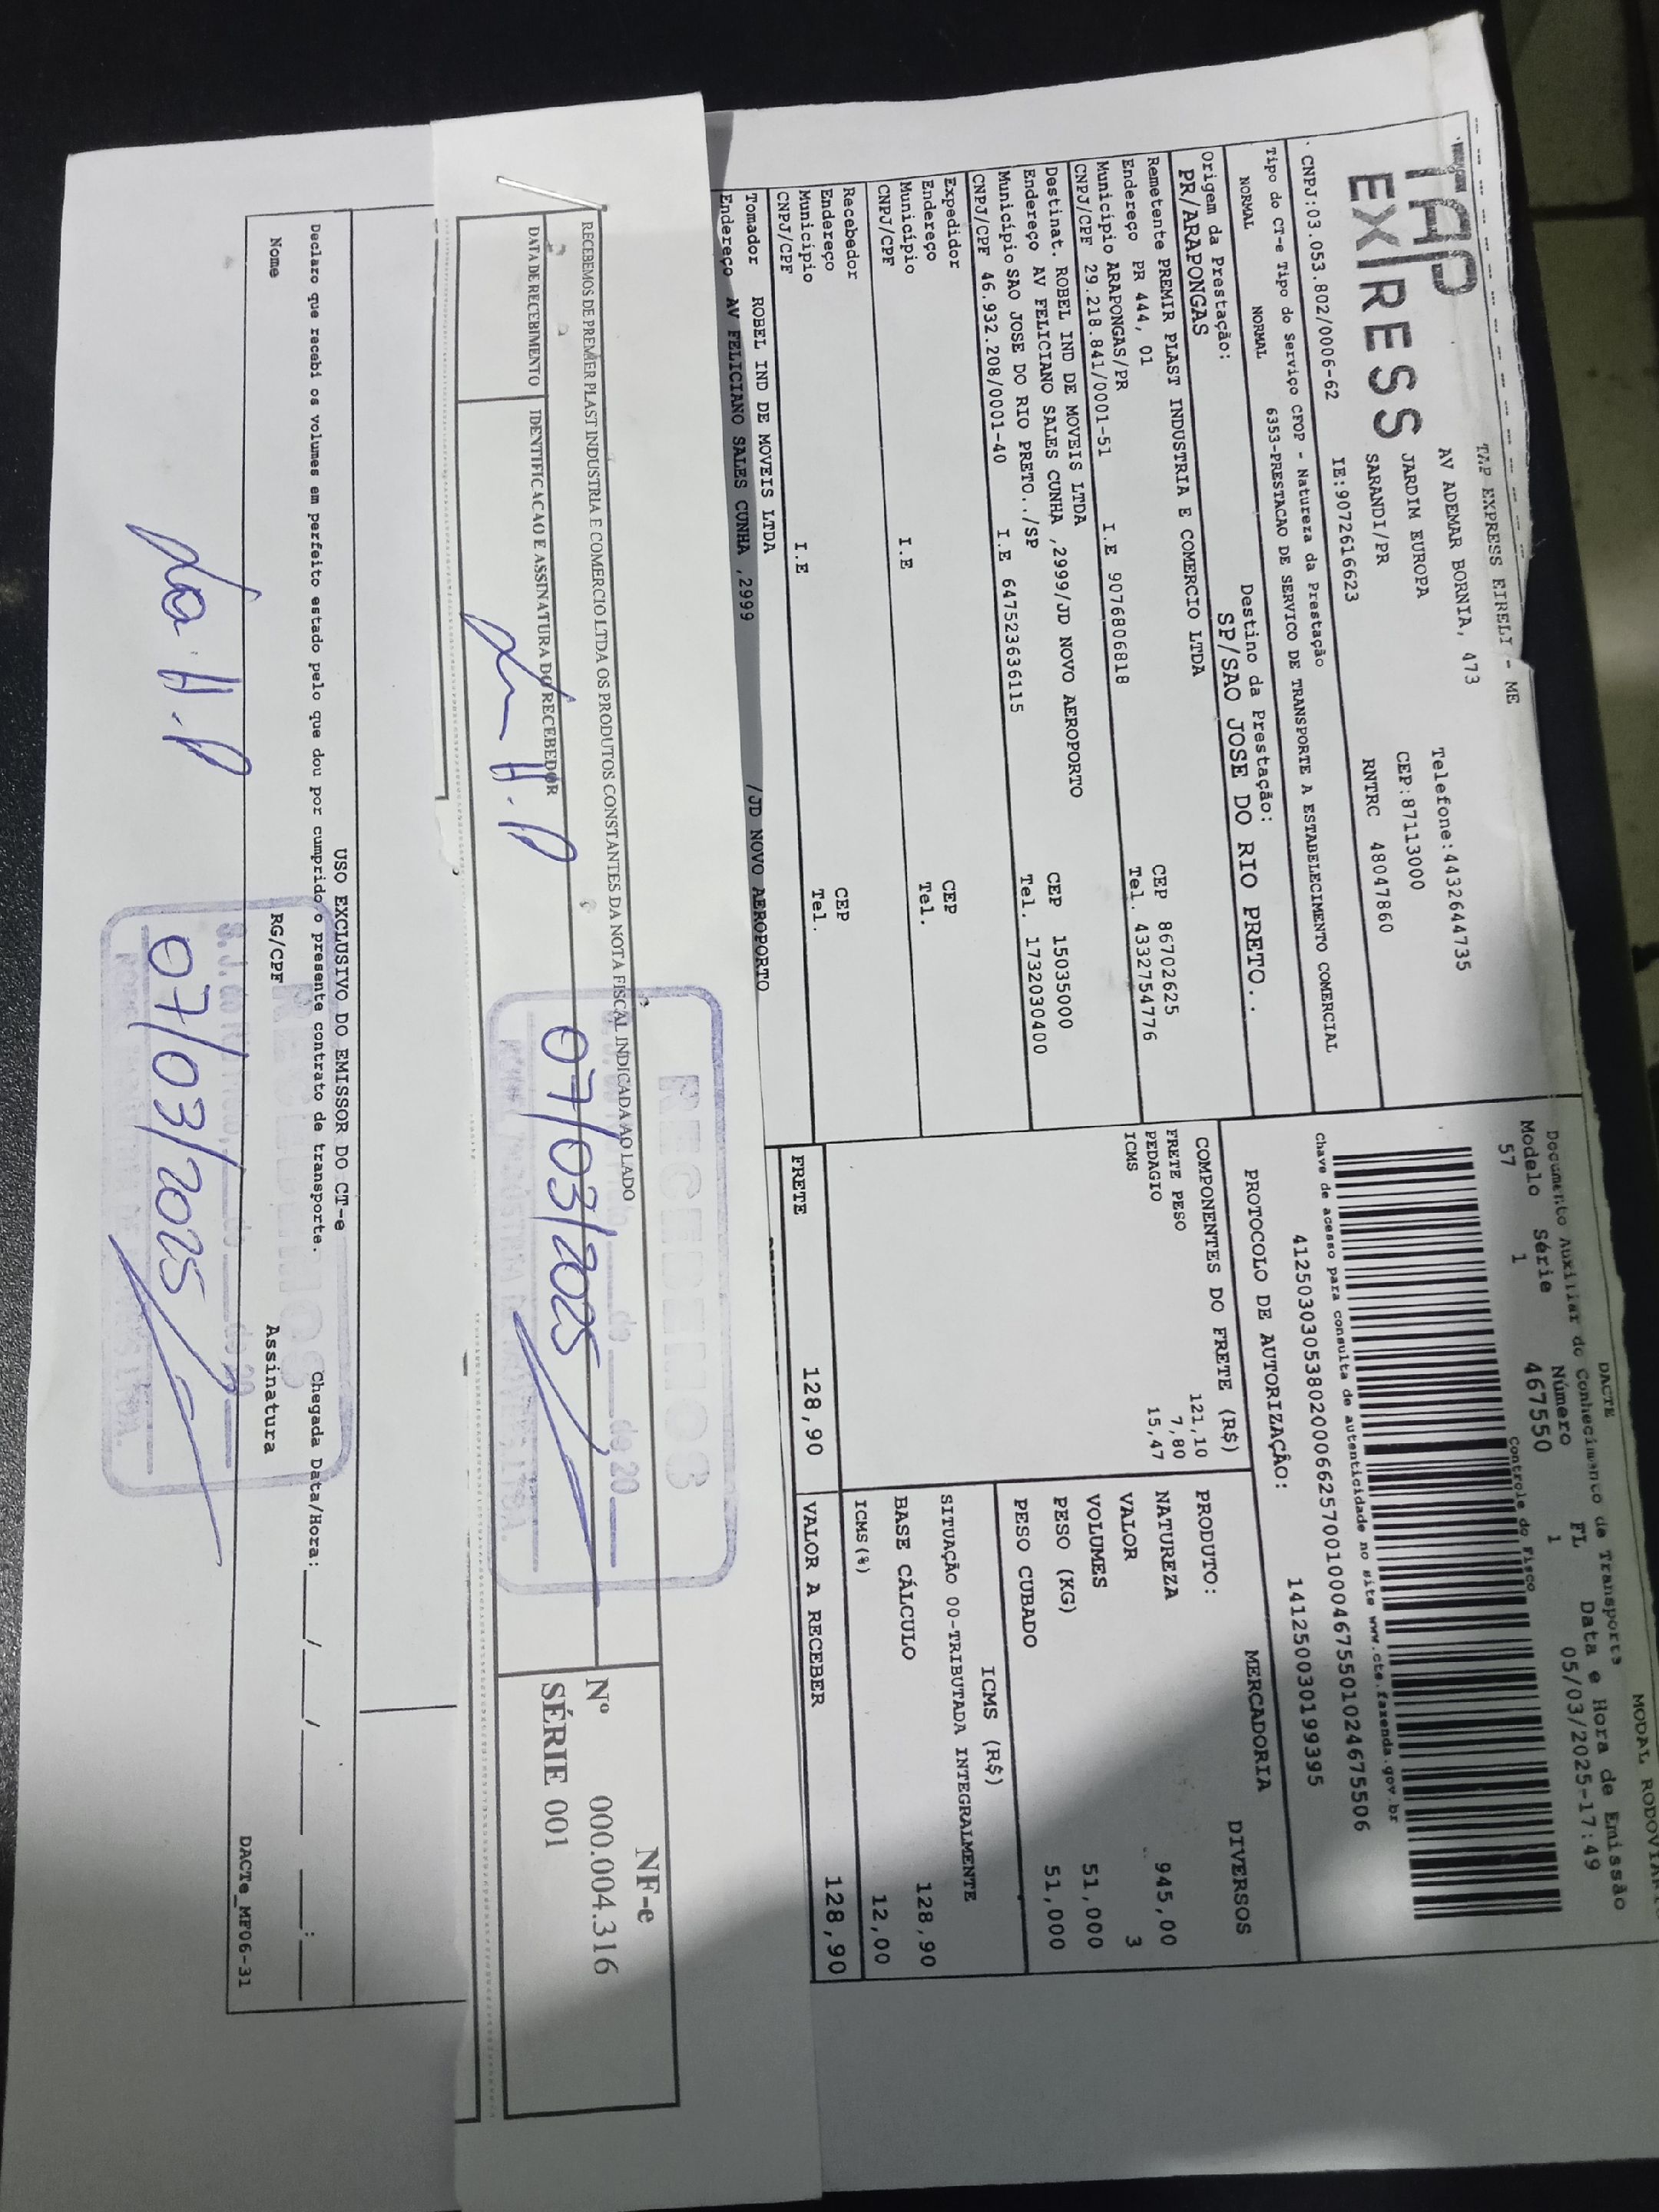 TAP EXPRESS EIRELI - ME
TAP
EXPRESS
AV ADEMAR BORNIA, 473
Telefone:4432644735
JARDIM EUROPA
CEP:87113000
SARANDI/PR
RNTRC 48047860
CNPJ:03.053.802/0006-62 IE:9072616623
Tipo do CT-e Tipo do Serviço CFOP - Natureza da Prestação
NORMAL NORMAL 6353-PRESTACAO DE SERVICO DE TRANSPORTE A ESTABELECIMENTO COMERCIAL
Origem da Prestação: Destino da Prestação:
PR/ARAPONGAS SP/SAO JOSE DO RIO PRETO..
Remetente PREMIR PLAST INDUSTRIA E COMERCIO LTDA
Endereço PR 444, 01 CEP 86702625
Município ARAPONGAS/PR Tel. 4332754776
CNPJ/CPF 29.218.841/0001-51 I.E 9076806818
Destinat. ROBEL IND DE MOVEIS LTDA
Endereço AV FELICIANO SALES CUNHA ,2999/JD NOVO AEROPORTO CEP 15035000
Município SAO JOSE DO RIO PRETO../SP Tel. 1732030400
CNPJ/CPF 46.932.208/0001-40 I.E 647523636115
Expedidor
Endereço CEP
Município Tel.
CNPJ/CPF I.E
Recebedor
Endereço CEP
Município Tel.
CNPJ/CPF I.E
Tomador ROBEL IND DE MOVEIS LTDA
Endereço AV FELICIANO SALES CUNHA ,2999 /JD NOVO AEROPORTO
DACTE MODAL
Documento Auxiliar do Conhecimento de Transporte
Modelo Série Número FL Data e Hora de Emissão
57 1 467550 1 05/03/2025-17:49
Controle do Fisco
Chave de acesso para consulta de autenticidade no site www.cte.fazenda.gov.br
41250303053802000662570010004675501024675506
PROTOCOLO DE AUTORIZAÇÃO: 141250030199395
COMPONENTES DO FRETE (R$)
FRETE PESO 121,10
PEDAGIO 7,80
ICMS 15,47
MERCADORIA
PRODUTO: DIVERSOS
NATUREZA
VALOR 945,00
VOLUMES 3
PESO (KG) 51,000
PESO CUBADO 51,000
ICMS (R$)
SITUAÇÃO 00-TRIBUTADA INTEGRALMENTE
BASE CÁLCULO 128,90
ICMS(%) 12,00
FRETE 128,90 VALOR A RECEBER 128,90
RECEBEMOS DE PREMIER PLAST INDUSTRIA E COMERCIO LTDA OS PRODUTOS CONSTANTES DA NOTA FISCAL INDICADA AO LADO
DATA DE RECEBIMENTO IDENTIFICACAO E ASSINATURA DO RECEBEDOR
RECEBEMOS
de de 20
07/03/2025
NF-e
Nº 000.004.316
SÉRIE 001
USO EXCLUSIVO DO EMISSOR DO CT-e
Declaro que recebi os volumes em perfeito estado pelo que dou por cumprido o presente contrato de transporte. Chegada Data/Hora: ___/___/_____ ___:___
Nome RG/CPF Assinatura
RECEBEMOS
07/03/2025
DACTe_MF06-31